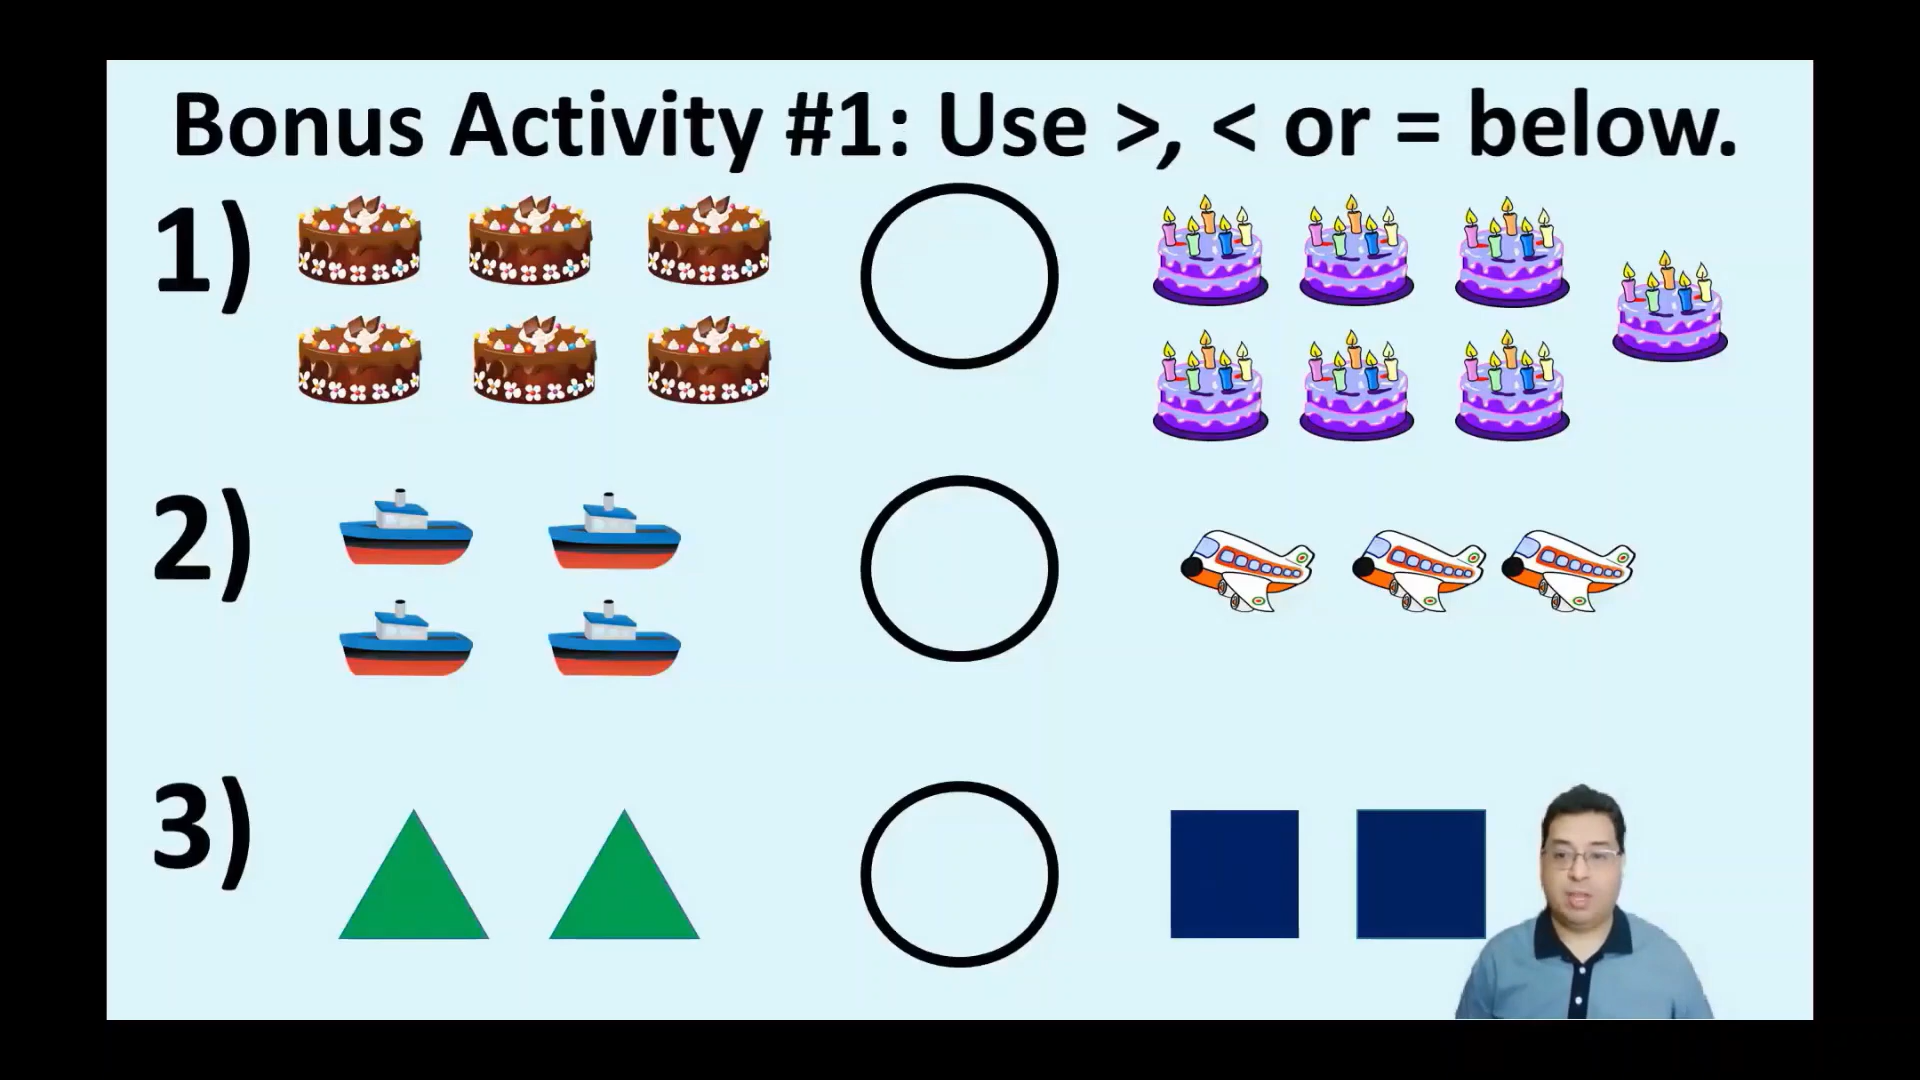 Bonus Activity #1: Use >, < or = below.
1)
2)
3)